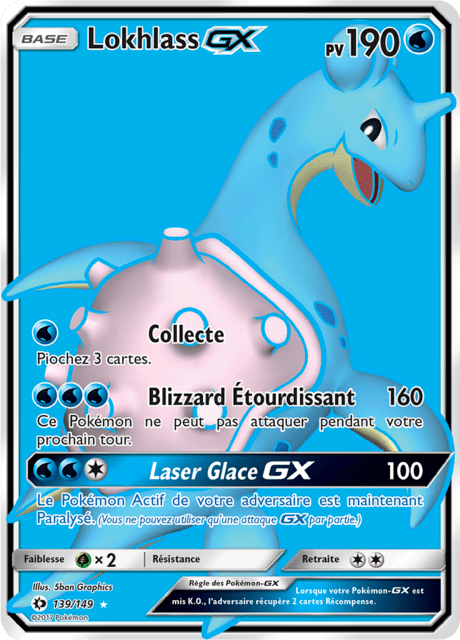 BASE Lokhlass GX PV 190
Collecte
Piochez 3 cartes.
Blizzard Étourdissant 160
Ce Pokémon ne peut pas attaquer pendant votre
prochain tour.
Laser Glace GX 100
Le Pokémon Actif de votre adversaire est maintenant
Paralysé. (Vous ne pouvez utiliser qu'une attaque GX par partie.)
Faiblesse ×2 Résistance Retraite
Illus. 5ban Graphics
Règle des Pokémon-GX
Lorsque votre Pokémon-GX est
mis K.O., l'adversaire récupère 2 cartes Récompense.
139/149 ★
©2017 Pokémon